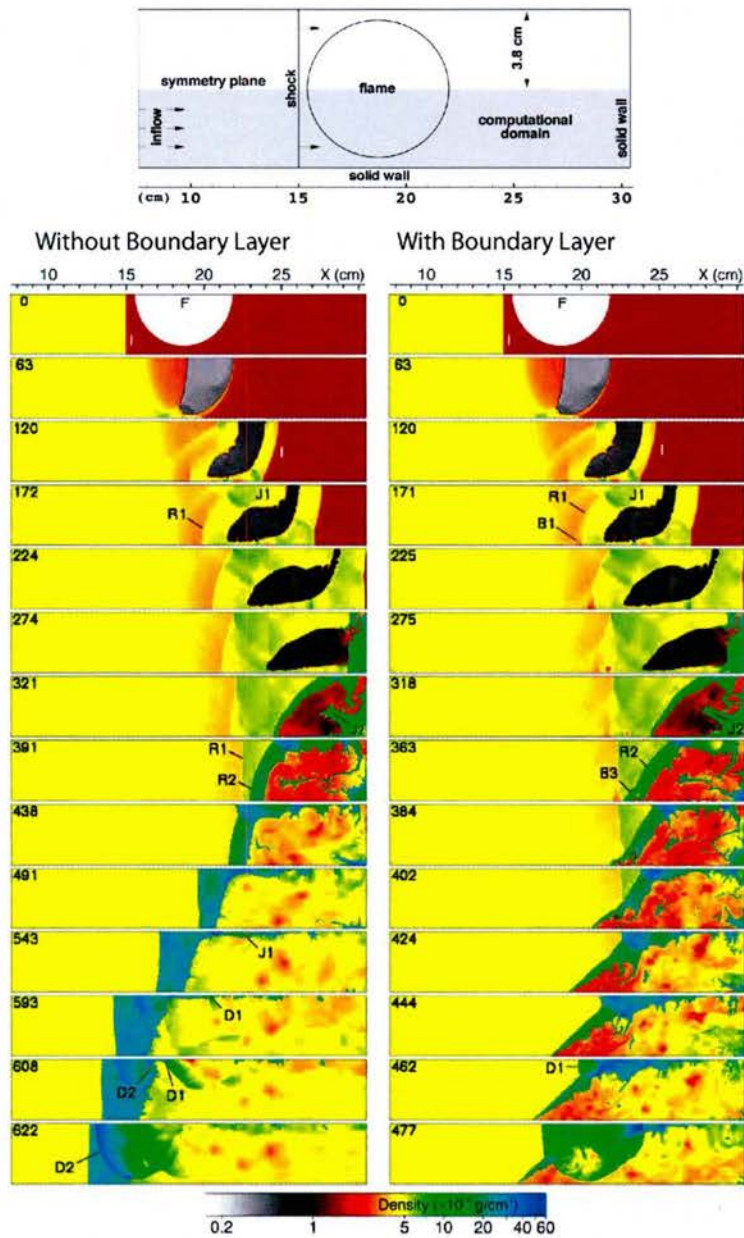 3.8 cm
symmetry plane
shock
flame
inflow
computational
domain
solid wall
solid wall
(cm) 10 15 20 25 30
Without Boundary Layer
With Boundary Layer
10 15 20 25 X (cm)
10 15 20 25 X (cm)
0 F I
0 F I
63
63
120 I
120 I
172 R1 J1
171 R1 B1 J1
224
225
274
275
321 J2
318 J2
391 R1 R2
363 R2 B3
438
384
491
402
543 J1
424
593 D1
444
608 D2 D1
462 D1
622 D2
477
0.2 1 5 10 20 40 60